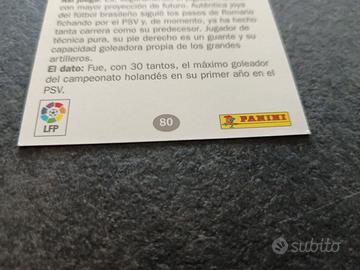 con mayor proyección de futuro. Auténtica joya
del fútbol brasileño siguió los pasos de Romario
fichando por el PSV y, de momento, ya ha hecho
tanta carrera como su predecesor. Jugador de
técnica pura, su pie derecho es un guante y su
capacidad goleadora propia de los grandes
artilleros.
El dato: Fue, con 30 tantos, el máximo goleador
del campeonato holandés en su primer año en el
PSV.
LFP
80
PANINI
subito